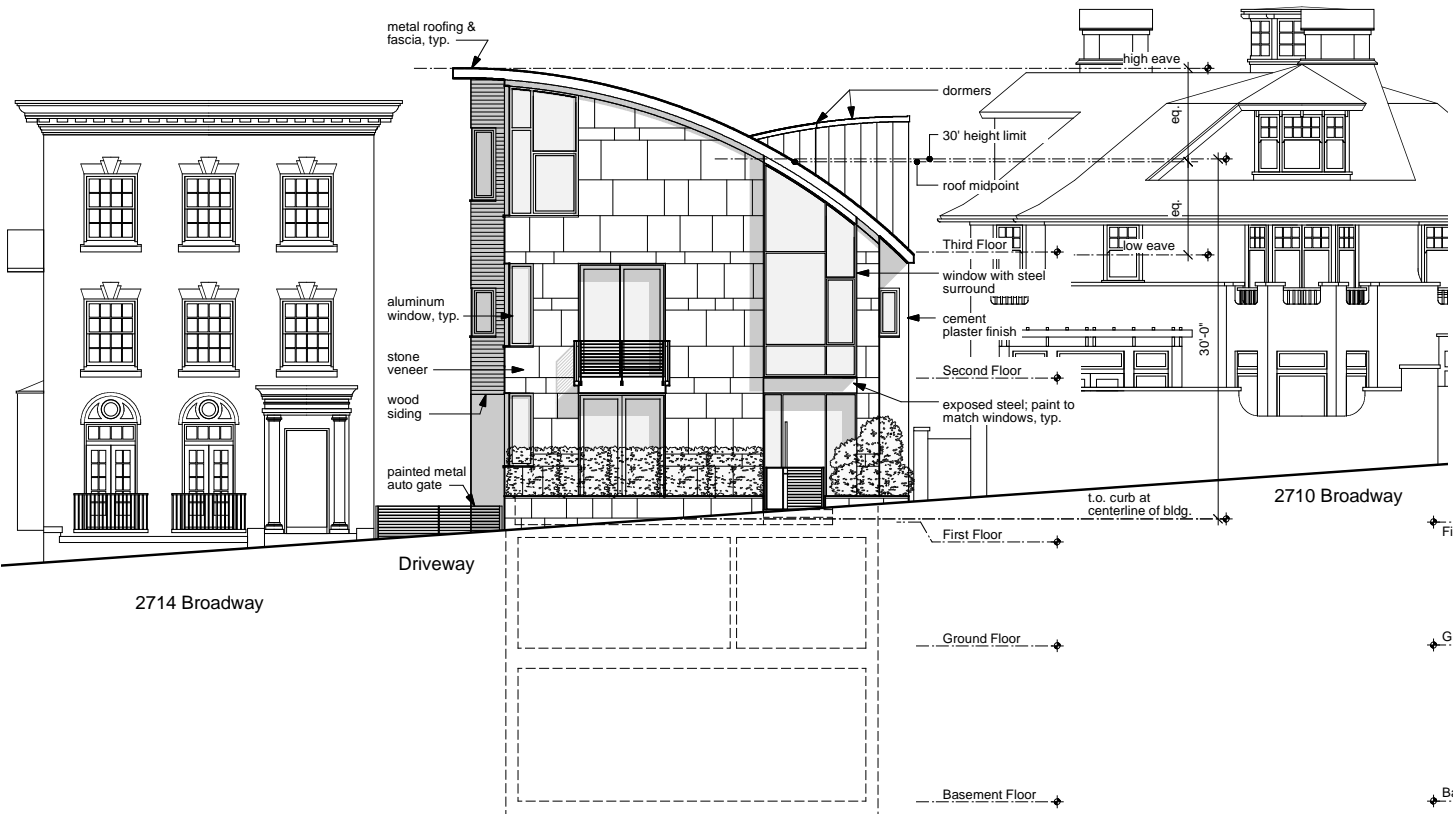 metal roofing &
fascia, typ.
high eave
dormers
eq.
30' height limit
roof midpoint
eq.
Third Floor
low eave
window with steel
surround
aluminum
window, typ.
cement
plaster finish
30'-0"
stone
veneer
Second Floor
wood
siding
exposed steel; paint to
match windows, typ.
painted metal
auto gate
t.o. curb at
centerline of bldg.
2710 Broadway
First Floor
Fi
Driveway
2714 Broadway
Ground Floor
G
Basement Floor
Ba